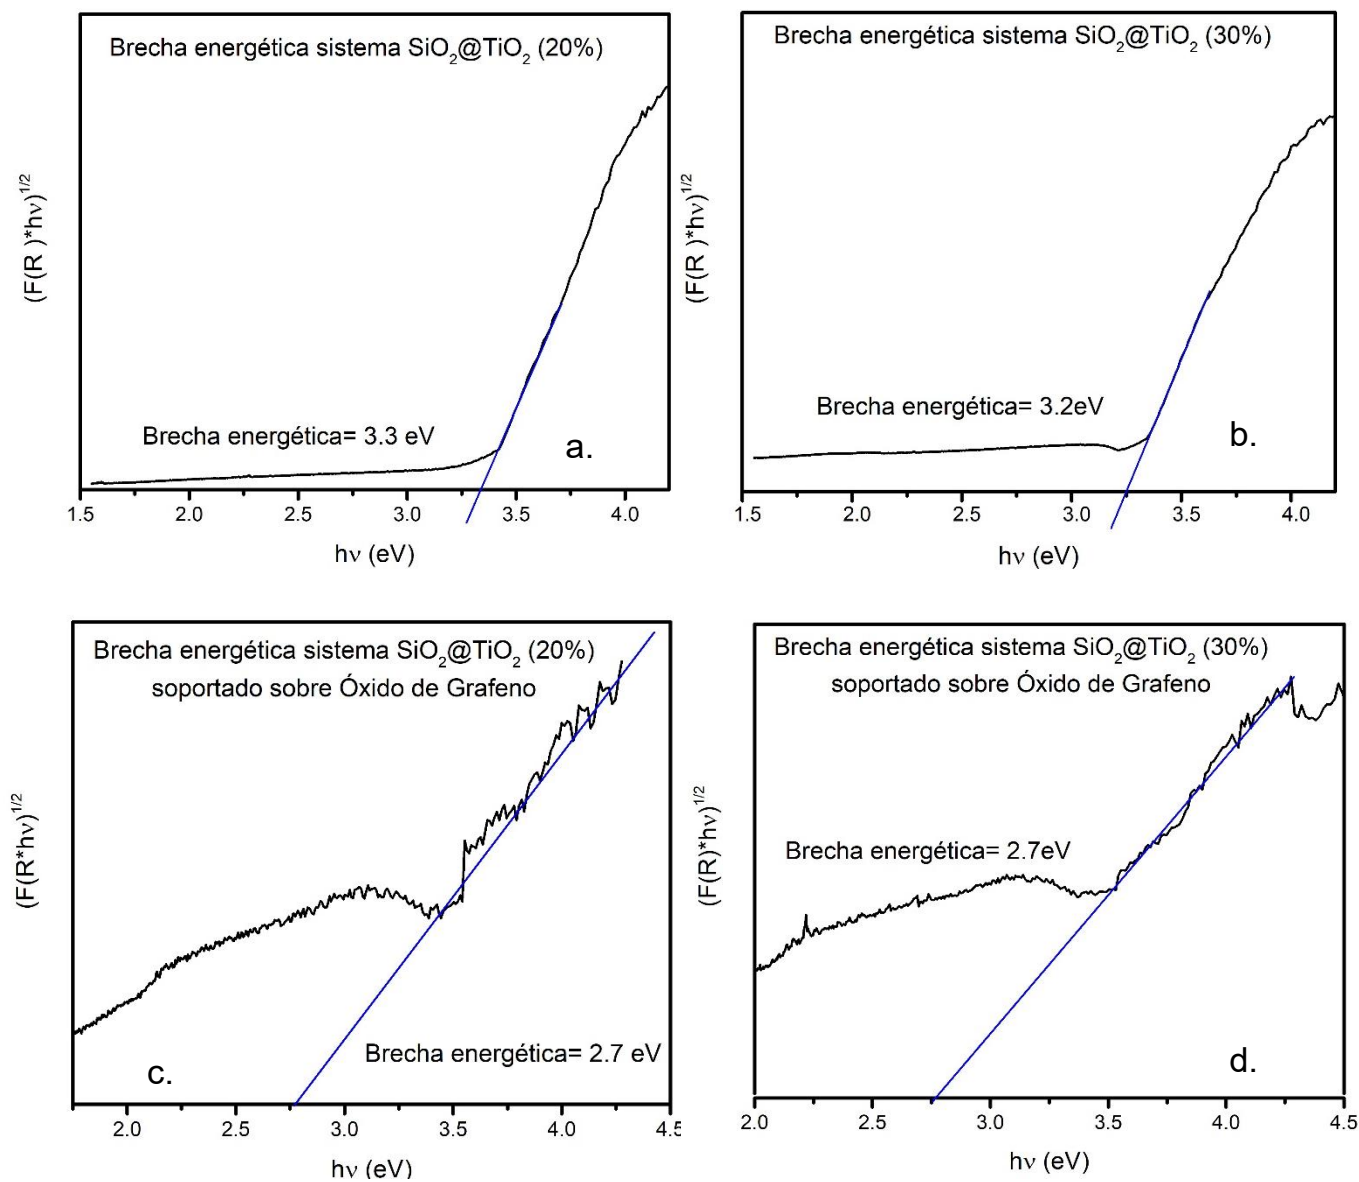 Brecha energética sistema SiO₂@TiO₂ (20%)
(F(R )*hν)^1/2
Brecha energética= 3.3 eV
a.
1.5 2.0 2.5 3.0 3.5 4.0
hν (eV)
Brecha energética sistema SiO₂@TiO₂ (30%)
(F(R )*hν)^1/2
Brecha energética= 3.2eV
b.
1.5 2.0 2.5 3.0 3.5 4.0
hν (eV)
Brecha energética sistema SiO₂@TiO₂ (20%)
soportado sobre Óxido de Grafeno
(F(R*hν)^1/2
Brecha energética= 2.7 eV
c.
2.0 2.5 3.0 3.5 4.0 4.5
hν (eV)
Brecha energética sistema SiO₂@TiO₂ (30%)
soportado sobre Óxido de Grafeno
(F(R)*hν)^1/2
Brecha energética= 2.7eV
d.
2.0 2.5 3.0 3.5 4.0 4.5
hν (eV)